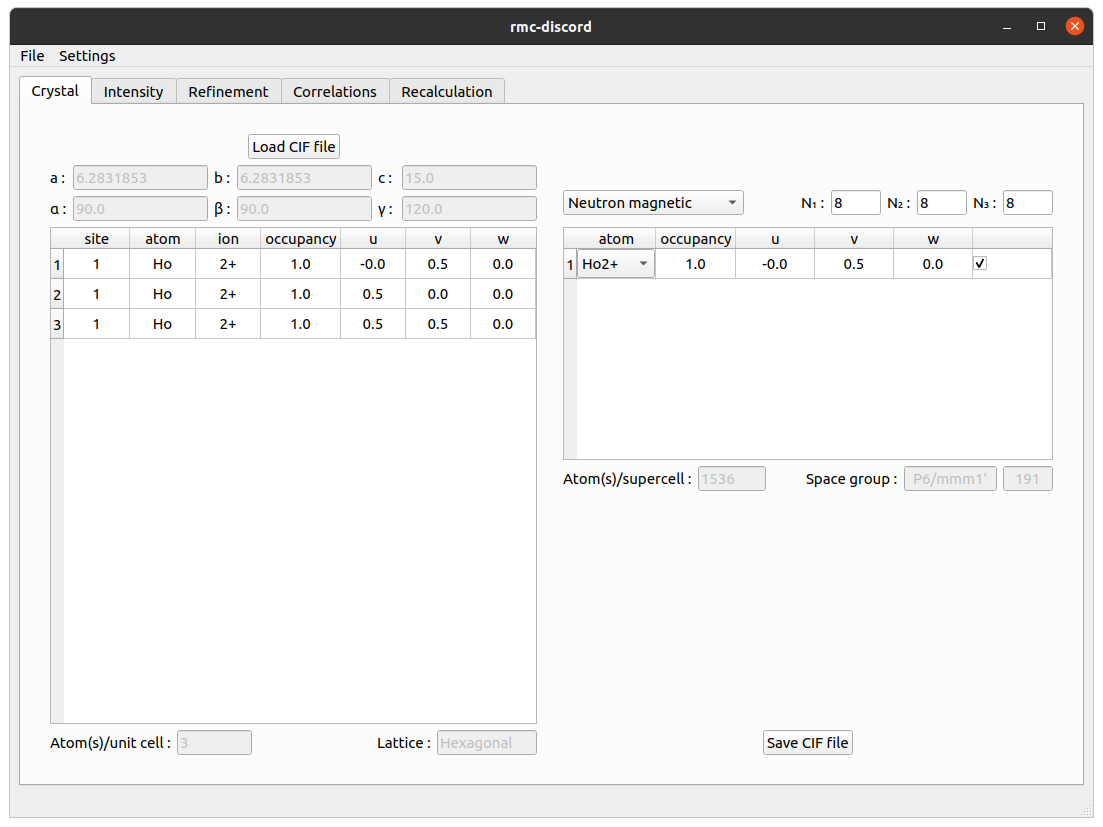 rmc-discord
File Settings
Crystal Intensity Refinement Correlations Recalculation
Load CIF file
a : 6.2831853 b : 6.2831853 c : 15.0
α : 90.0 β : 90.0 γ : 120.0
site atom ion occupancy u v w
1 1 Ho 2+ 1.0 -0.0 0.5 0.0
2 1 Ho 2+ 1.0 0.5 0.0 0.0
3 1 Ho 2+ 1.0 0.5 0.5 0.0
Atom(s)/unit cell : 3 Lattice : Hexagonal
Neutron magnetic N₁ : 8 N₂ : 8 N₃ : 8
atom occupancy u v w
1 Ho2+ 1.0 -0.0 0.5 0.0
Atom(s)/supercell : 1536 Space group : P6/mmm1' 191
Save CIF file